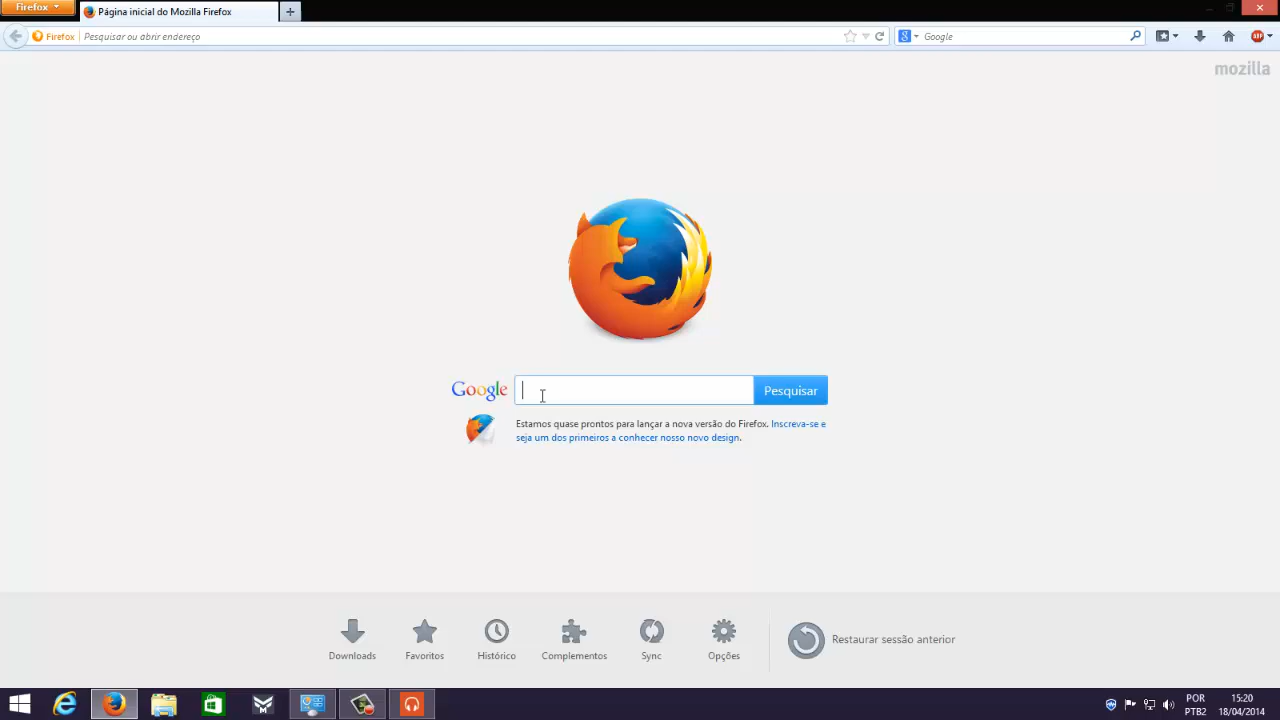 Firefox
Página inicial do Mozilla Firefox
Firefox
Pesquisar ou abrir endereço
Google
ABP
mozilla
Google
Pesquisar
Estamos quase prontos para lançar a nova versão do Firefox. Inscreva-se e
seja um dos primeiros a conhecer nosso novo design.
Downloads
Favoritos
Histórico
Complementos
Sync
Opções
Restaurar sessão anterior
POR
PTB2
15:20
18/04/2014